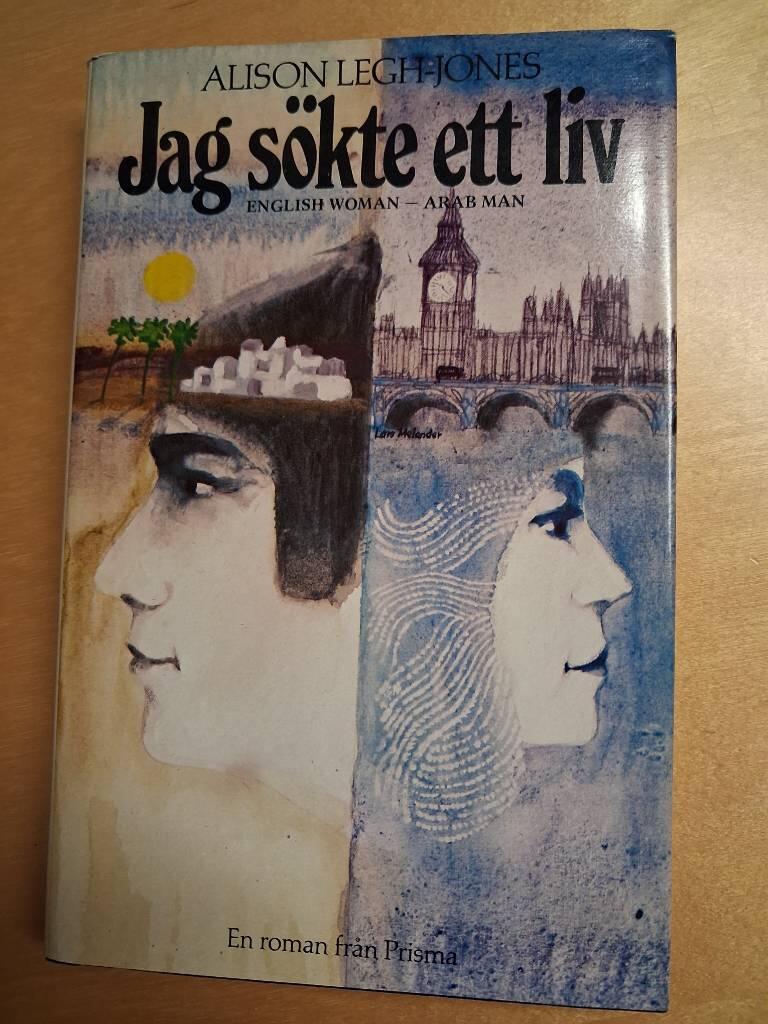 ALISON LEGH-JONES
Jag sökte ett liv
ENGLISH WOMAN – ARAB MAN
Lars Melander
En roman från Prisma